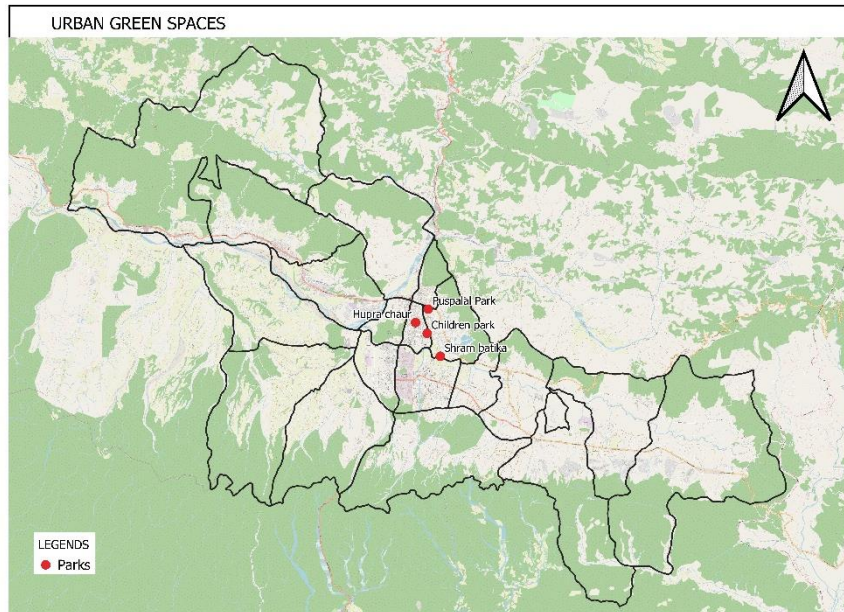 URBAN GREEN SPACES
Puspalal Park
Hupra chaur
Children park
Shram batika
LEGENDS
Parks